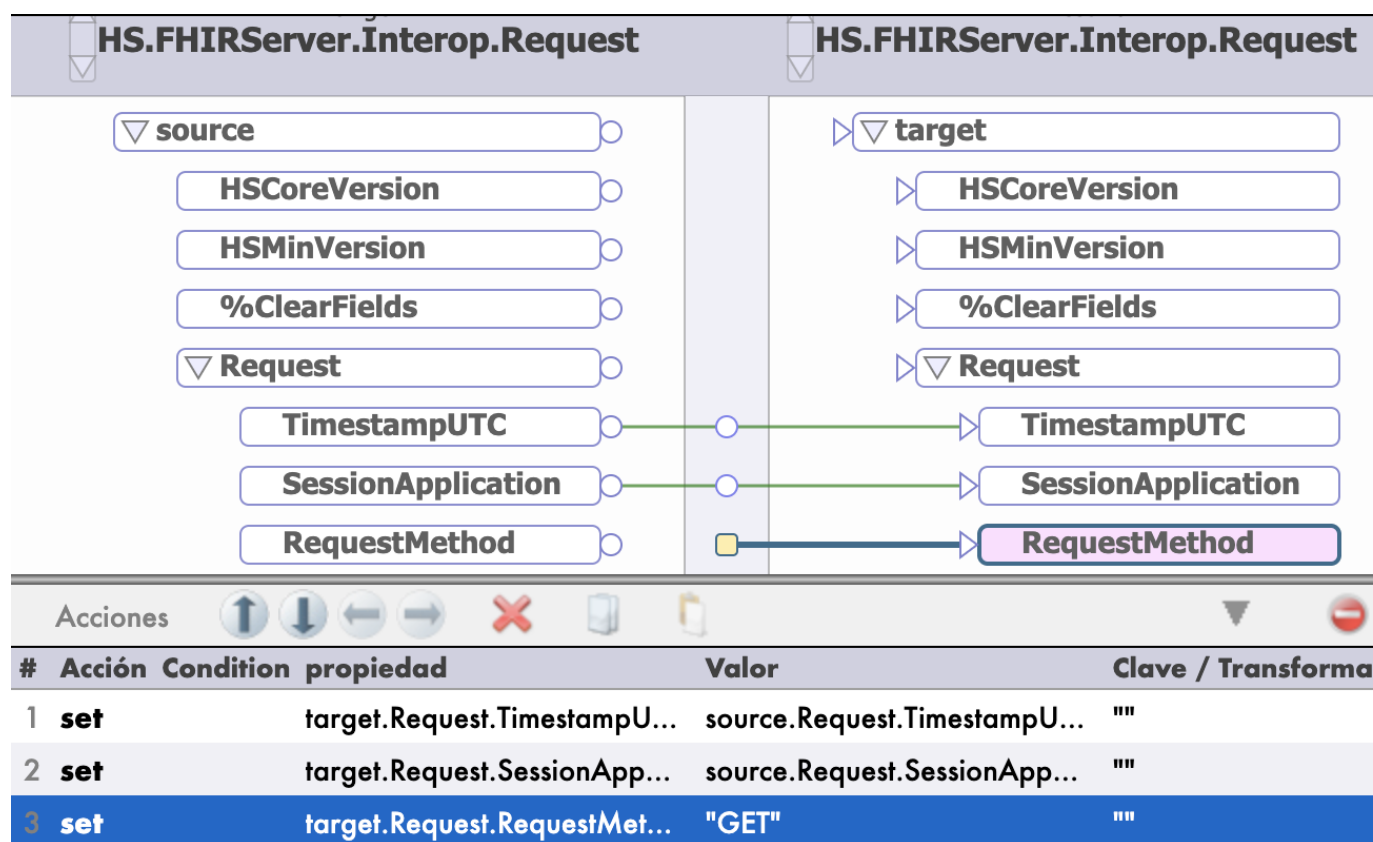 HS.FHIRServer.Interop.Request HS.FHIRServer.Interop.Request
source target
HSCoreVersion HSCoreVersion
HSMinVersion HSMinVersion
%ClearFields %ClearFields
Request Request
TimestampUTC TimestampUTC
SessionApplication SessionApplication
RequestMethod RequestMethod
Acciones
# Acción Condition propiedad Valor Clave / Transforma
1 set target.Request.TimestampU... source.Request.TimestampU... ""
2 set target.Request.SessionApp... source.Request.SessionApp... ""
3 set target.Request.RequestMet... "GET" ""